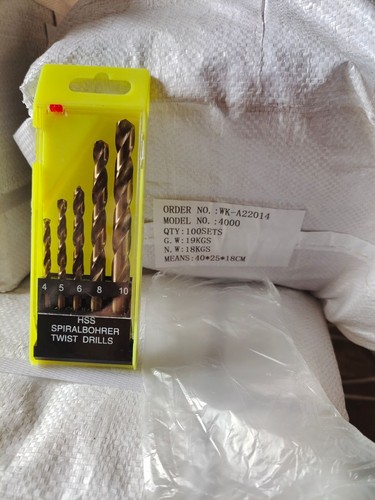 ORDER NO.:WK-A22014
MODEL NO.:4000
QTY:100SETS
G.W:19KGS
N.W:18KGS
MEANS:40*25*18CM
4 5 6 8 10
HSS
SPIRALBOHRER
TWIST DRILLS